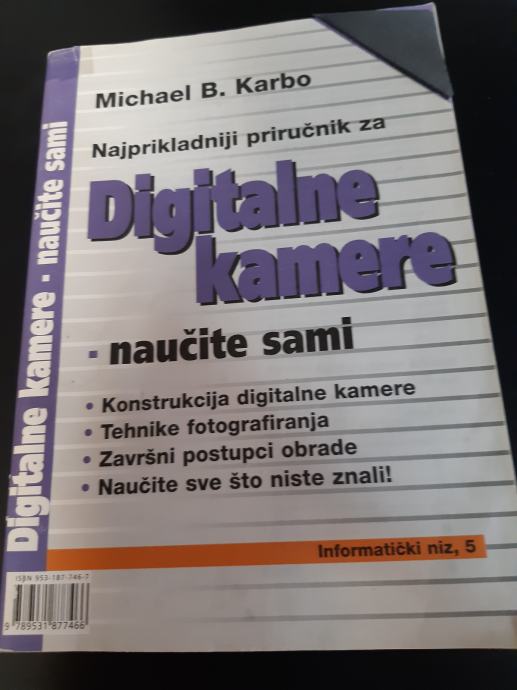 Michael B. Karbo
Najprikladniji priručnik za
Digitalne
kamere
- naučite sami
• Konstrukcija digitalne kamere
• Tehnike fotografiranja
• Završni postupci obrade
• Naučite sve što niste znali!
Informatički niz, 5
Digitalne kamere - naučite sami
ISBN 953-187-746-7
9 789531 877466